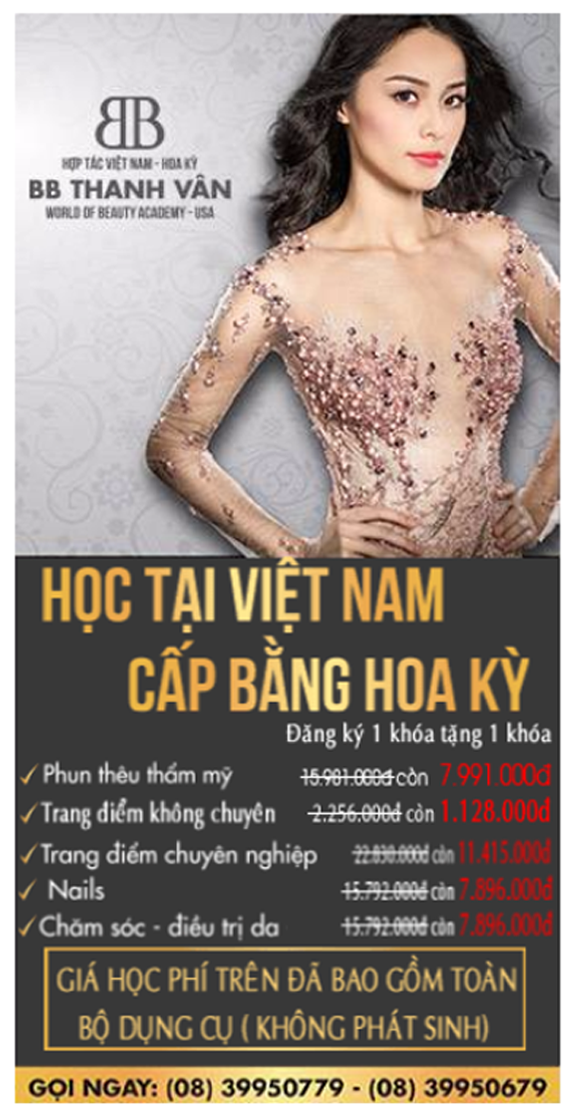 BB
HỢP TÁC VIỆT NAM - HOA KỲ
BB THANH VÂN
WORLD OF BEAUTY ACADEMY - USA
HỌC TẠI VIỆT NAM
CẤP BẰNG HOA KỲ
Đăng ký 1 khóa tặng 1 khóa
✓ Phun thêu thẩm mỹ 15.981.000đ còn 7.991.000đ
✓ Trang điểm không chuyên 2.256.000đ còn 1.128.000đ
✓ Trang điểm chuyên nghiệp 22.830.000đ còn 11.415.000đ
✓ Nails 15.792.000đ còn 7.896.000đ
✓ Chăm sóc - điều trị da 15.792.000đ còn 7.896.000đ
GIÁ HỌC PHÍ TRÊN ĐÃ BAO GỒM TOÀN
BỘ DỤNG CỤ ( KHÔNG PHÁT SINH)
GỌI NGAY: (08) 39950779 - (08) 39950679